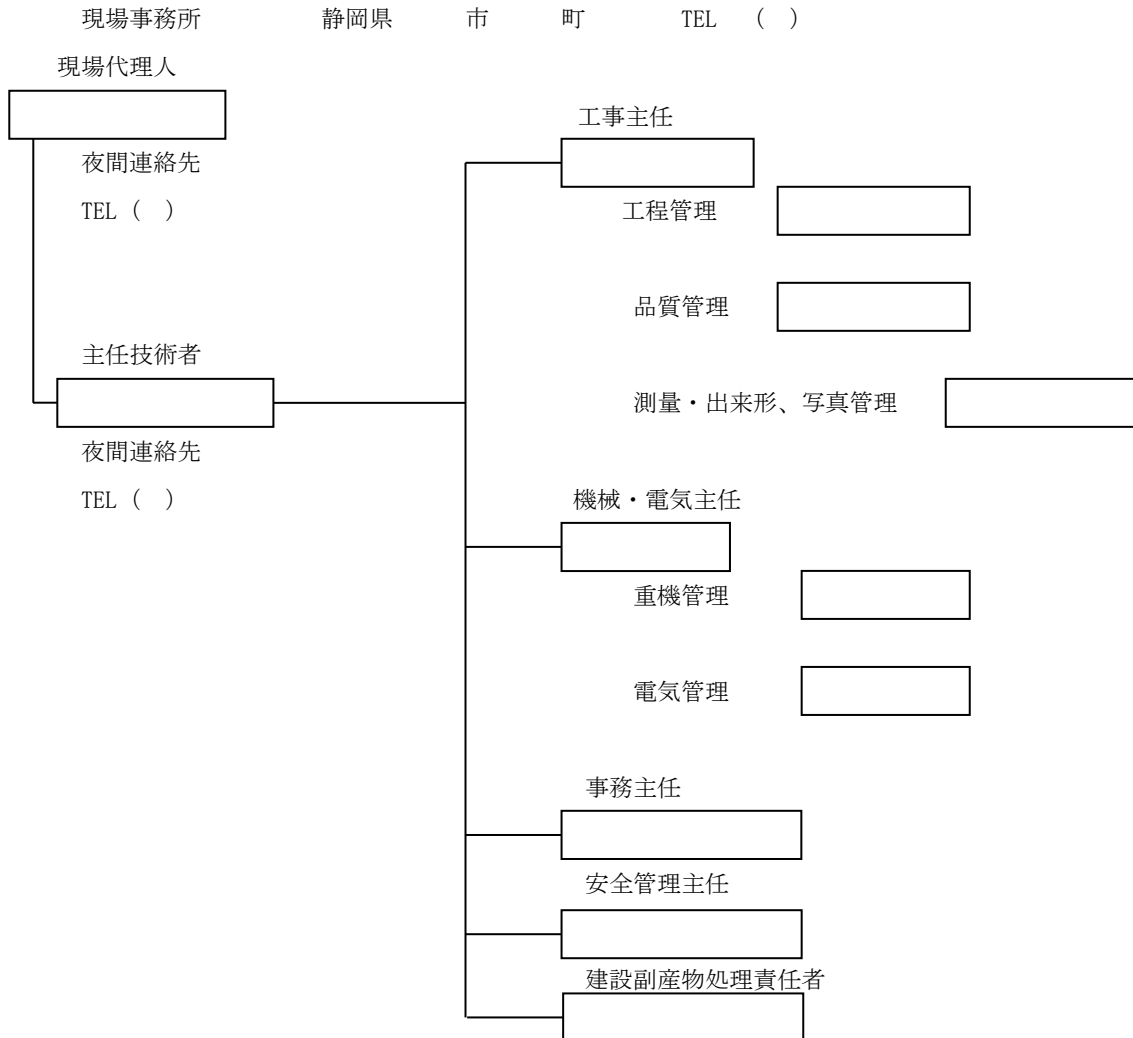 現場事務所 静岡県 市 町 TEL ( )
現場代理人
工事主任
夜間連絡先
TEL ( )
工程管理
品質管理
主任技術者
測量・出来形、写真管理
夜間連絡先
TEL ( )
機械・電気主任
重機管理
電気管理
事務主任
安全管理主任
建設副産物処理責任者